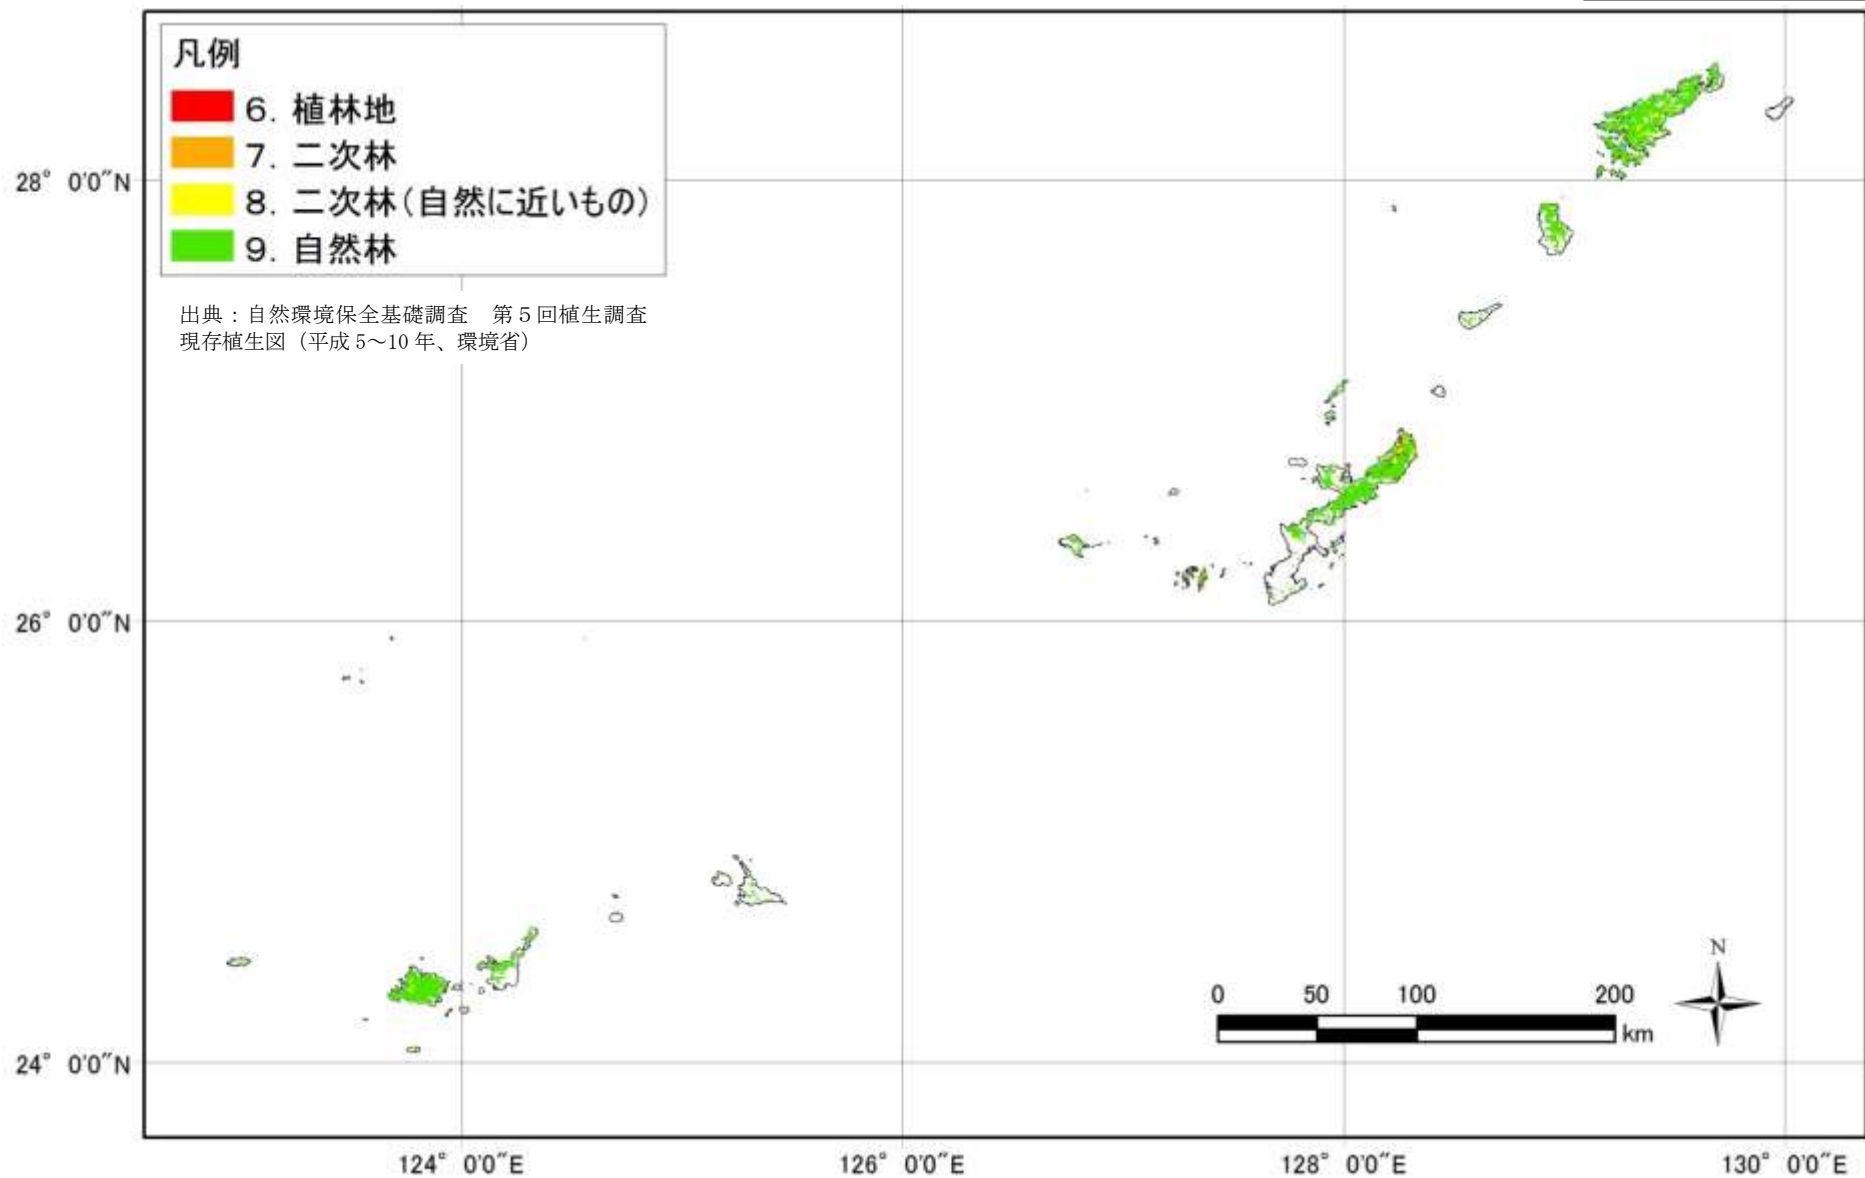 凡例
6. 植林地
7. 二次林
8. 二次林(自然に近いもの)
9. 自然林
出典:自然環境保全基礎調査 第5回植生調査
現存植生図(平成5~10年、環境省)
28° 0'0"N
26° 0'0"N
24° 0'0"N
N
0 50 100 200
km
124° 0'0"E 126° 0'0"E 128° 0'0"E 130° 0'0"E